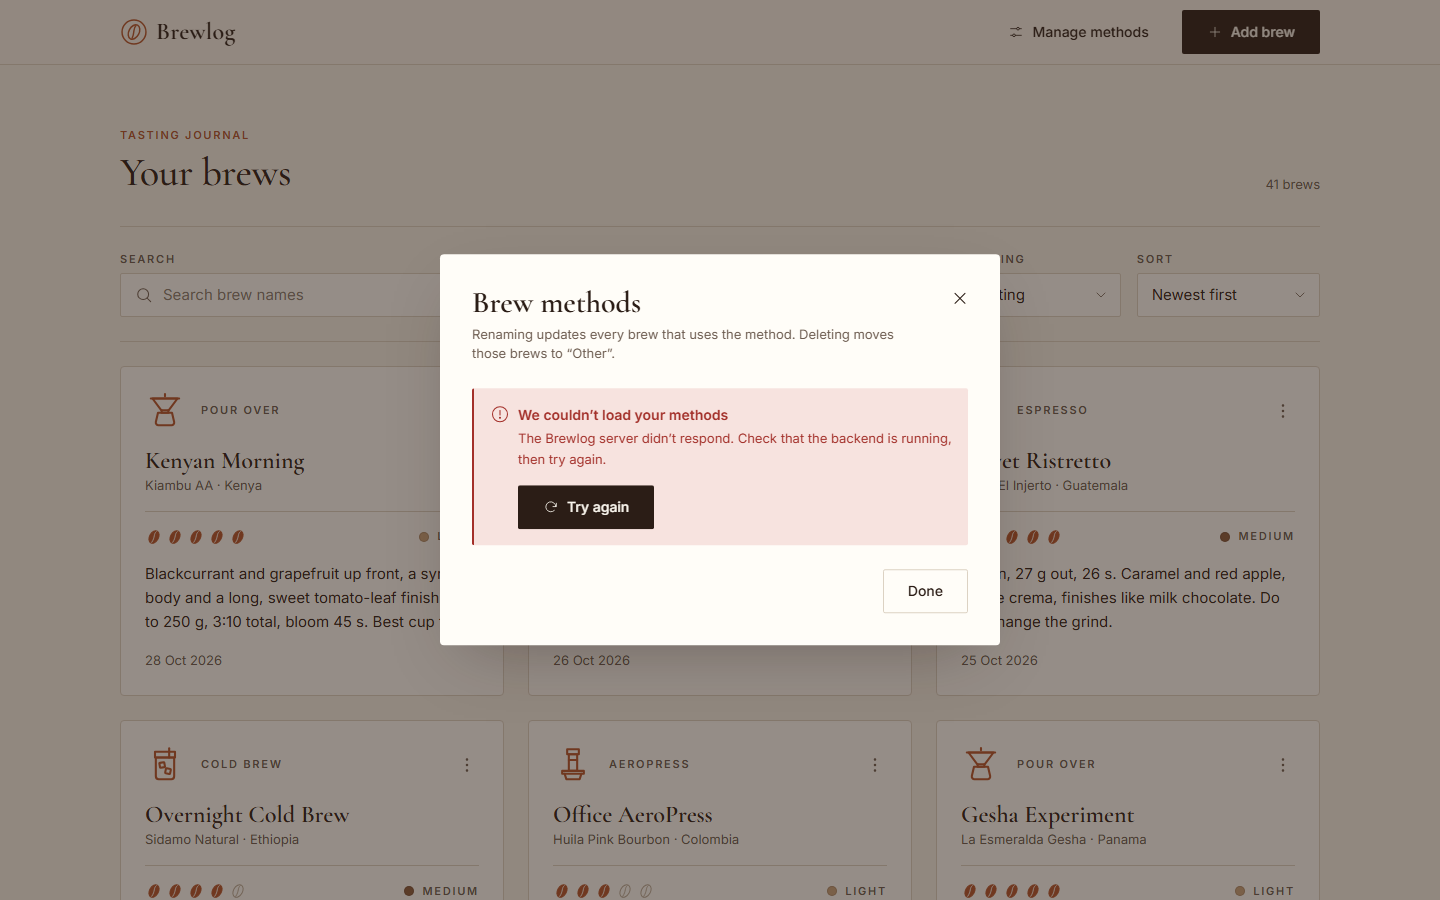 Brewlog
Manage methods
Add brew
TASTING JOURNAL
Your brews
41 brews
SEARCH
SORT
Search brew names
Newest first
Brew methods
Renaming updates every brew that uses the method. Deleting moves
those brews to “Other”.
We couldn’t load your methods
The Brewlog server didn’t respond. Check that the backend is running,
then try again.
Try again
Done
POUR OVER
Kenyan Morning
Kiambu AA · Kenya
Blackcurrant and grapefruit up front, a
body and a long, sweet tomato-leaf finish
to 250 g, 3:10 total, bloom 45 s. Best cup
28 Oct 2026
26 Oct 2026
ESPRESSO
Ristretto
El Injerto · Guatemala
MEDIUM
27 g out, 26 s. Caramel and red apple,
crema, finishes like milk chocolate. Do
the grind.
25 Oct 2026
COLD BREW
Overnight Cold Brew
Sidamo Natural · Ethiopia
MEDIUM
AEROPRESS
Office AeroPress
Huila Pink Bourbon · Colombia
LIGHT
POUR OVER
Gesha Experiment
La Esmeralda Gesha · Panama
LIGHT